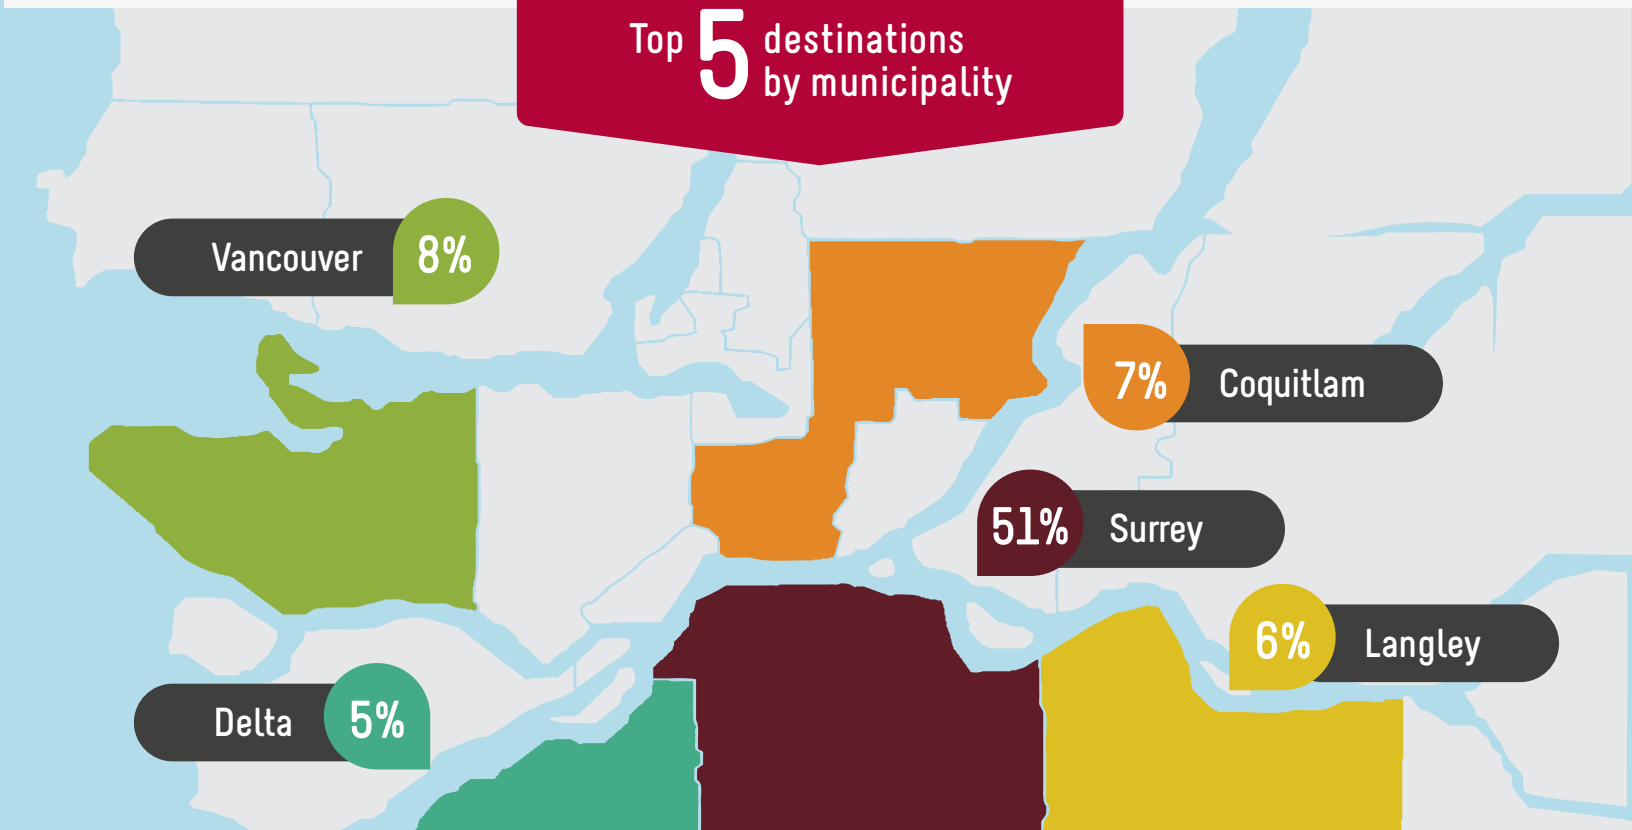 Top 5 destinations
by municipality
Vancouver 8%
7% Coquitlam
51% Surrey
6% Langley
Delta 5%